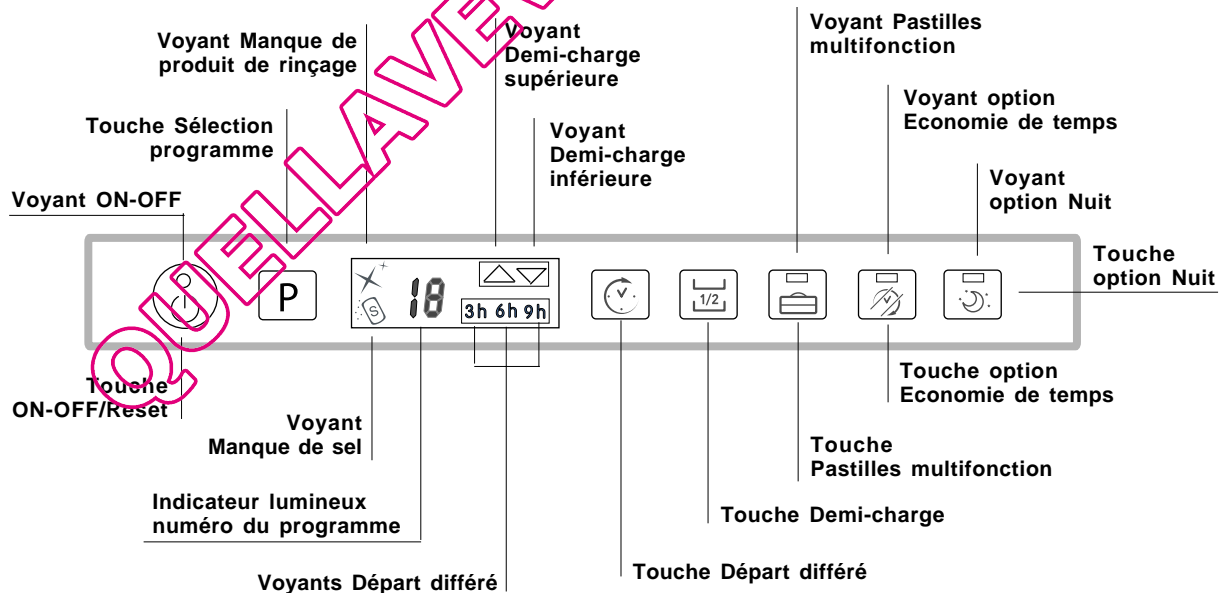 Voyant Pastilles
multifonction
Voyant
Demi-charge
supérieure
Voyant Manque de
produit de rinçage
Voyant option
Economie de temps
Touche Sélection
programme
Voyant
Demi-charge
inférieure
Voyant
option Nuit
Voyant ON-OFF
Touche
option Nuit
P
S
18
3h 6h 9h
1/2
Touche
ON-OFF/Reset
Touche option
Economie de temps
Voyant
Manque de sel
Touche
Pastilles multifonction
Indicateur lumineux
numéro du programme
Touche Demi-charge
Voyants Départ différé
Touche Départ différé
QUELLAVE